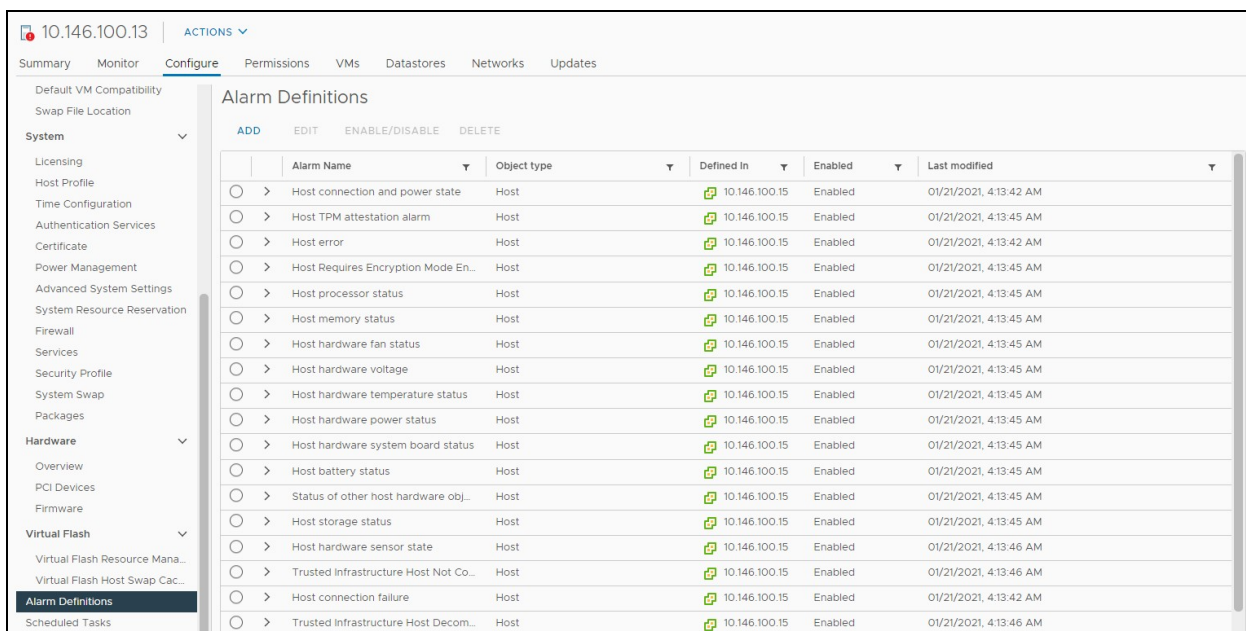 10.146.100.13 ACTIONS
Summary Monitor Configure Permissions VMs Datastores Networks Updates
Default VM Compatibility
Swap File Location
System
Licensing
Host Profile
Time Configuration
Authentication Services
Certificate
Power Management
Advanced System Settings
System Resource Reservation
Firewall
Services
Security Profile
System Swap
Packages
Hardware
Overview
PCI Devices
Firmware
Virtual Flash
Virtual Flash Resource Mana...
Virtual Flash Host Swap Cac...
Alarm Definitions
Scheduled Tasks
Alarm Definitions
ADD EDIT ENABLE/DISABLE DELETE
Alarm Name Object type Defined In Enabled Last modified
Host connection and power state Host 10.146.100.15 Enabled 01/21/2021, 4:13:42 AM
Host TPM attestation alarm Host 10.146.100.15 Enabled 01/21/2021, 4:13:45 AM
Host error Host 10.146.100.15 Enabled 01/21/2021, 4:13:42 AM
Host Requires Encryption Mode En... Host 10.146.100.15 Enabled 01/21/2021, 4:13:45 AM
Host processor status Host 10.146.100.15 Enabled 01/21/2021, 4:13:45 AM
Host memory status Host 10.146.100.15 Enabled 01/21/2021, 4:13:45 AM
Host hardware fan status Host 10.146.100.15 Enabled 01/21/2021, 4:13:45 AM
Host hardware voltage Host 10.146.100.15 Enabled 01/21/2021, 4:13:45 AM
Host hardware temperature status Host 10.146.100.15 Enabled 01/21/2021, 4:13:45 AM
Host hardware power status Host 10.146.100.15 Enabled 01/21/2021, 4:13:45 AM
Host hardware system board status Host 10.146.100.15 Enabled 01/21/2021, 4:13:45 AM
Host battery status Host 10.146.100.15 Enabled 01/21/2021, 4:13:45 AM
Status of other host hardware obj... Host 10.146.100.15 Enabled 01/21/2021, 4:13:45 AM
Host storage status Host 10.146.100.15 Enabled 01/21/2021, 4:13:45 AM
Host hardware sensor state Host 10.146.100.15 Enabled 01/21/2021, 4:13:46 AM
Trusted Infrastructure Host Not Co... Host 10.146.100.15 Enabled 01/21/2021, 4:13:46 AM
Host connection failure Host 10.146.100.15 Enabled 01/21/2021, 4:13:42 AM
Trusted Infrastructure Host Decom... Host 10.146.100.15 Enabled 01/21/2021, 4:13:46 AM